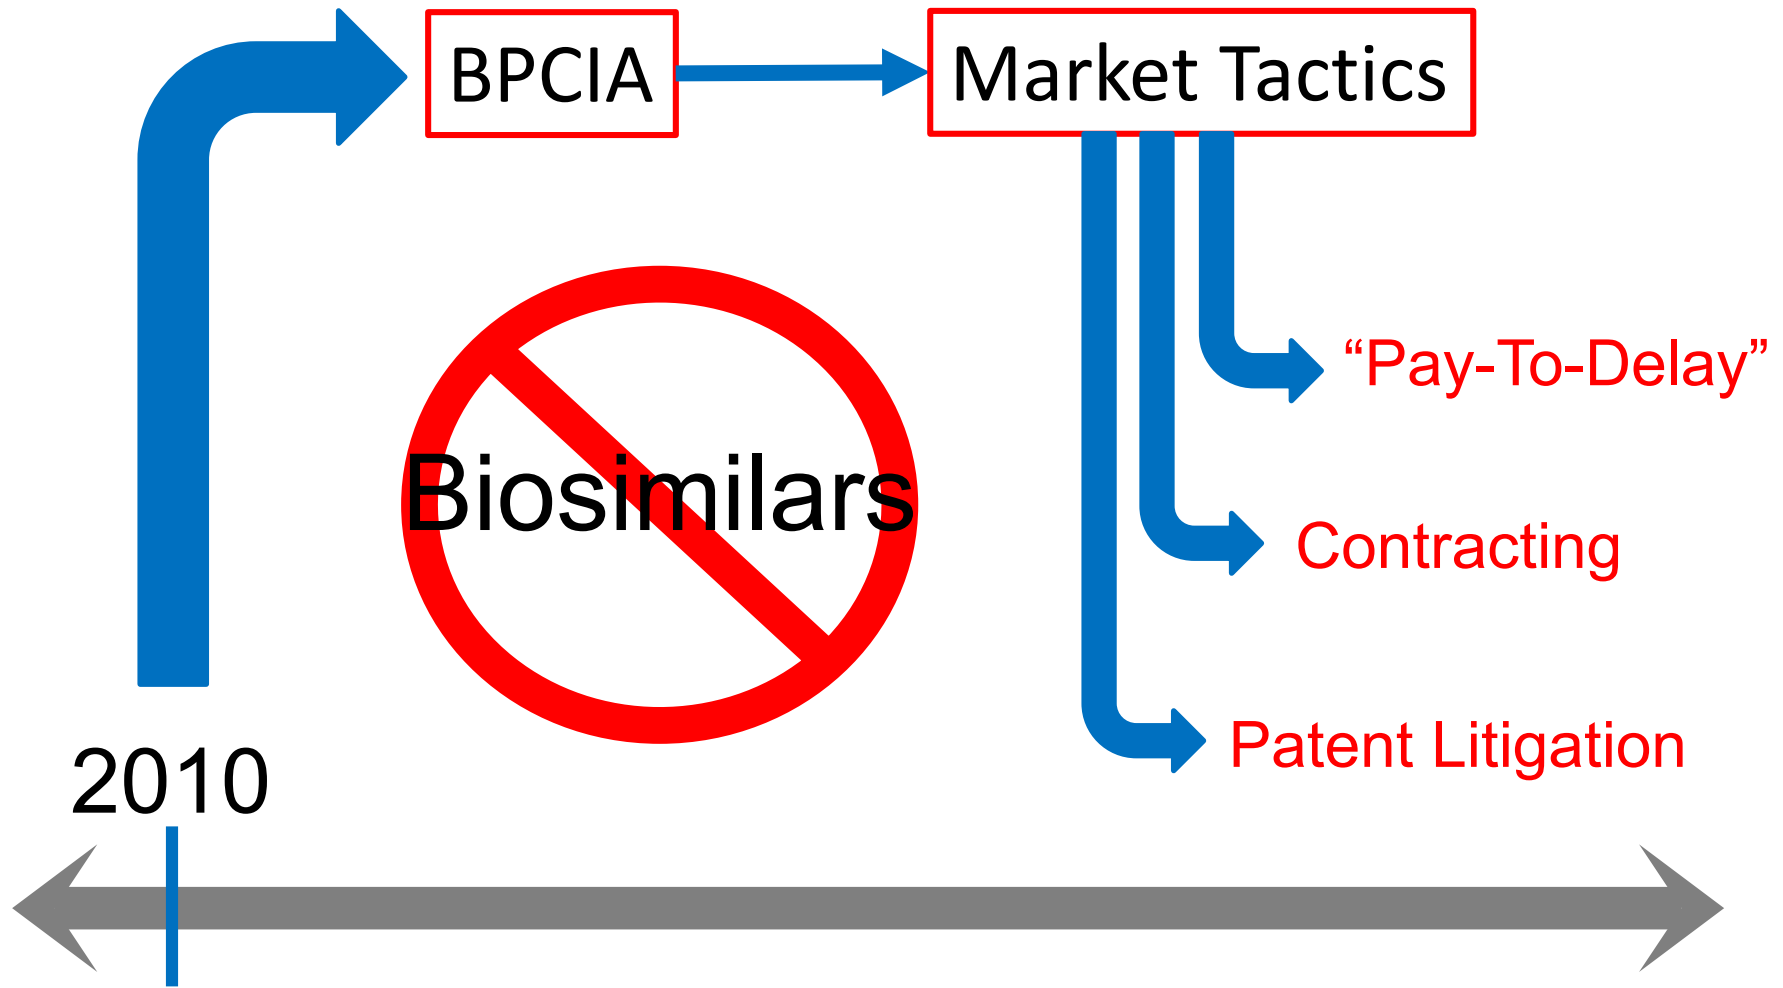 BPCIA
Market Tactics
“Pay-To-Delay”
Biosimilars
Contracting
Patent Litigation
2010